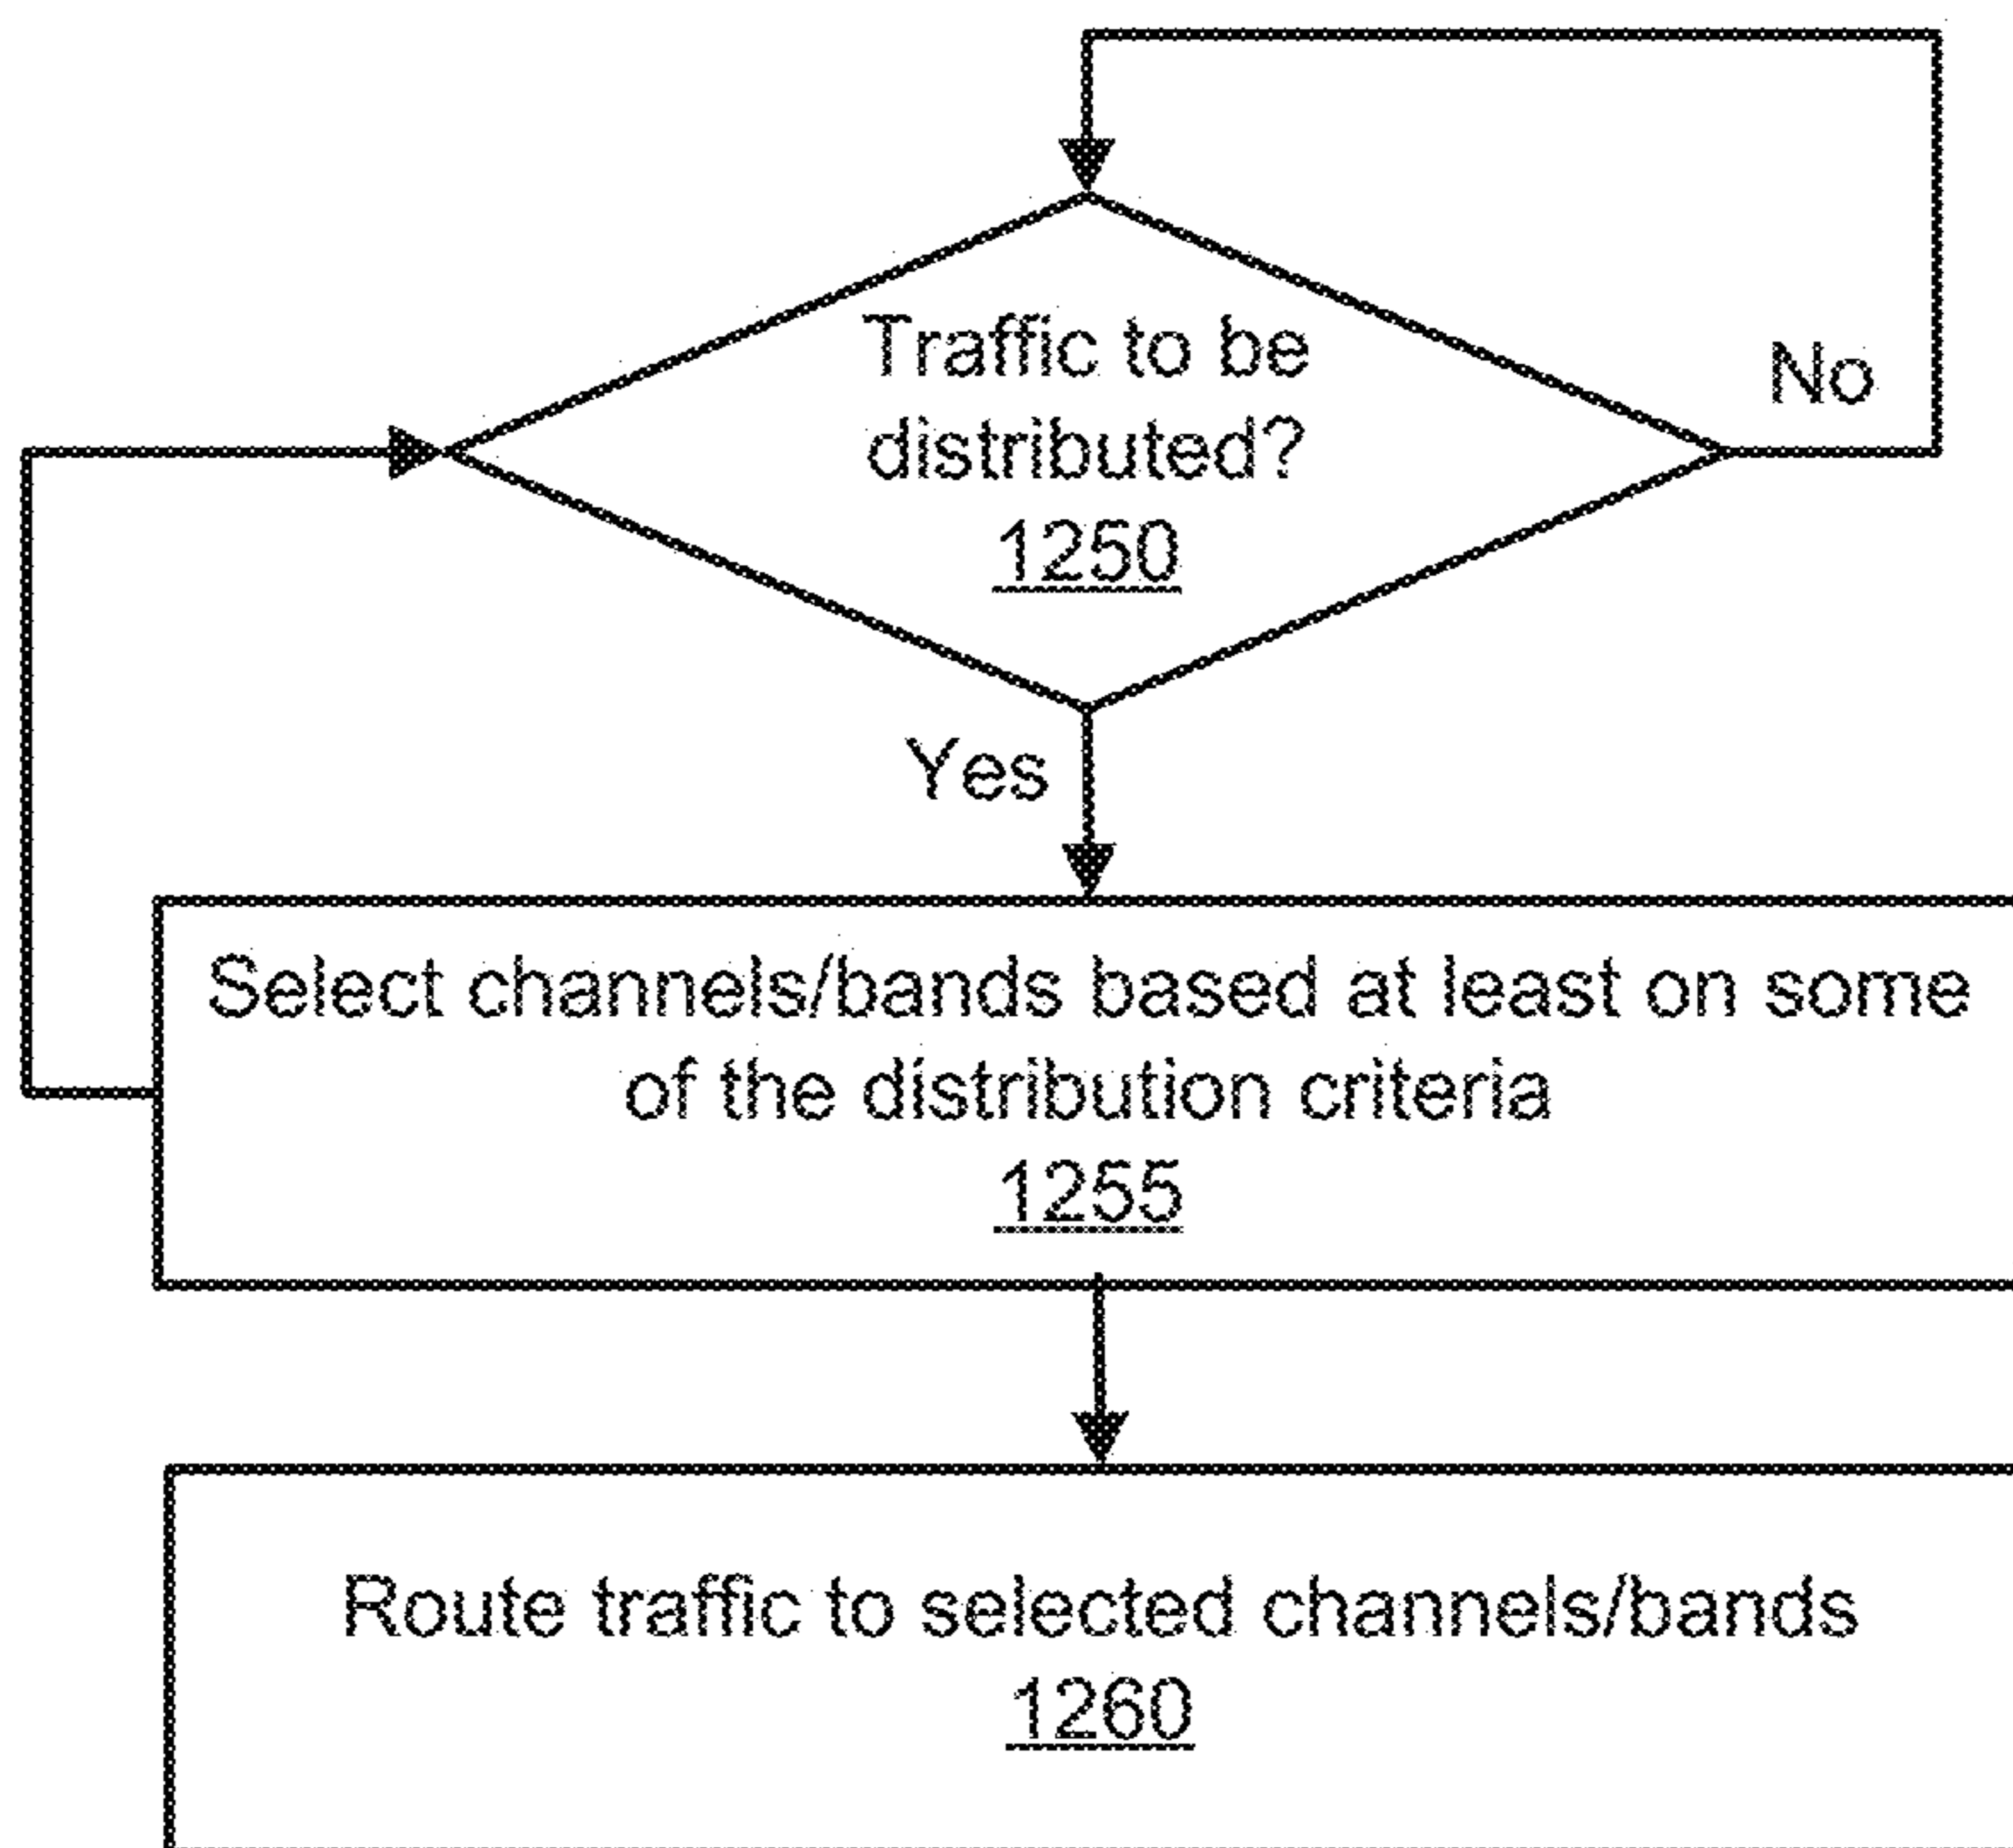 Traffic to be
distributed?
1250
No
Yes
Select channels/bands based at least on some
of the distribution criteria
1255
Route traffic to selected channels/bands
1260